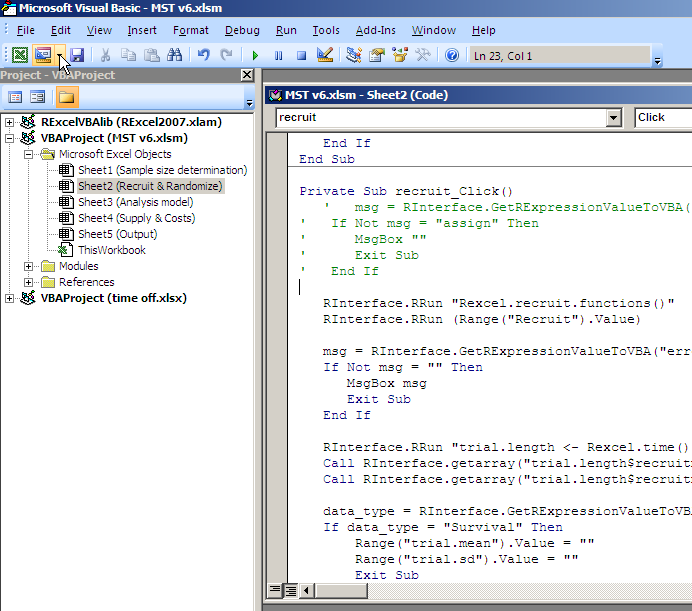 Microsoft Visual Basic - MST v6.xlsm
File Edit View Insert Format Debug Run Tools Add-Ins Window Help
Ln 23, Col 1
Project - VBAProject
RExcelVBAlib (RExcel2007.xlam)
VBAProject (MST v6.xlsm)
Microsoft Excel Objects
Sheet1 (Sample size determination)
Sheet2 (Recruit & Randomize)
Sheet3 (Analysis model)
Sheet4 (Supply & Costs)
Sheet5 (Output)
ThisWorkbook
Modules
References
VBAProject (time off.xlsx)
MST v6.xlsm - Sheet2 (Code)
recruit Click
End If
End Sub
Private Sub recruit_Click()
' msg = RInterface.GetRExpressionValueToVBA(
' If Not msg = "assign" Then
' MsgBox ""
' Exit Sub
' End If
RInterface.RRun "Rexcel.recruit.functions()"
RInterface.RRun (Range("Recruit").Value)
msg = RInterface.GetRExpressionValueToVBA("err
If Not msg = "" Then
MsgBox msg
Exit Sub
End If
RInterface.RRun "trial.length <- Rexcel.time()
Call RInterface.getarray("trial.length$recruit
Call RInterface.getarray("trial.length$recruit
data_type = RInterface.GetRExpressionValueToVBA
If data_type = "Survival" Then
Range("trial.mean").Value = ""
Range("trial.sd").Value = ""
Exit Sub